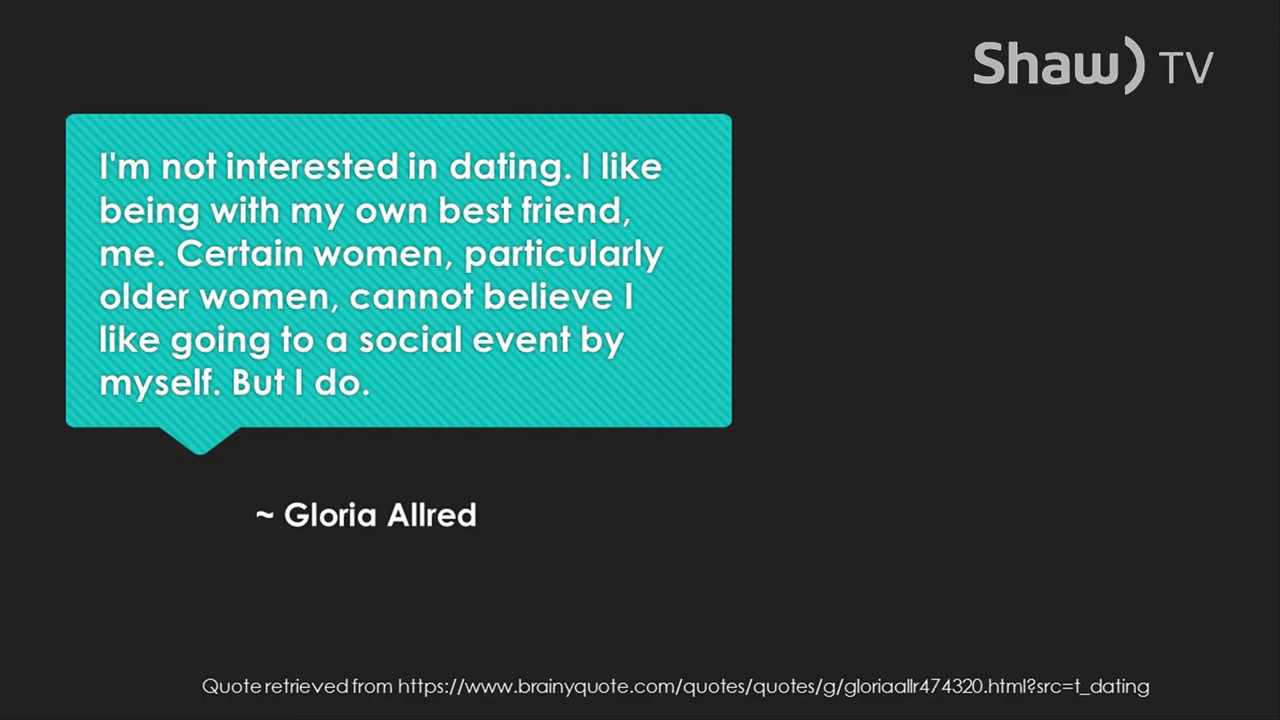 Shaw) TV
I'm not interested in dating. I like
being with my own best friend,
me. Certain women, particularly
older women, cannot believe I
like going to a social event by
myself. But I do.
~ Gloria Allred
Quote retrieved from https://www.brainyquote.com/quotes/quotes/g/gloriaallr474320.html?src=t_dating